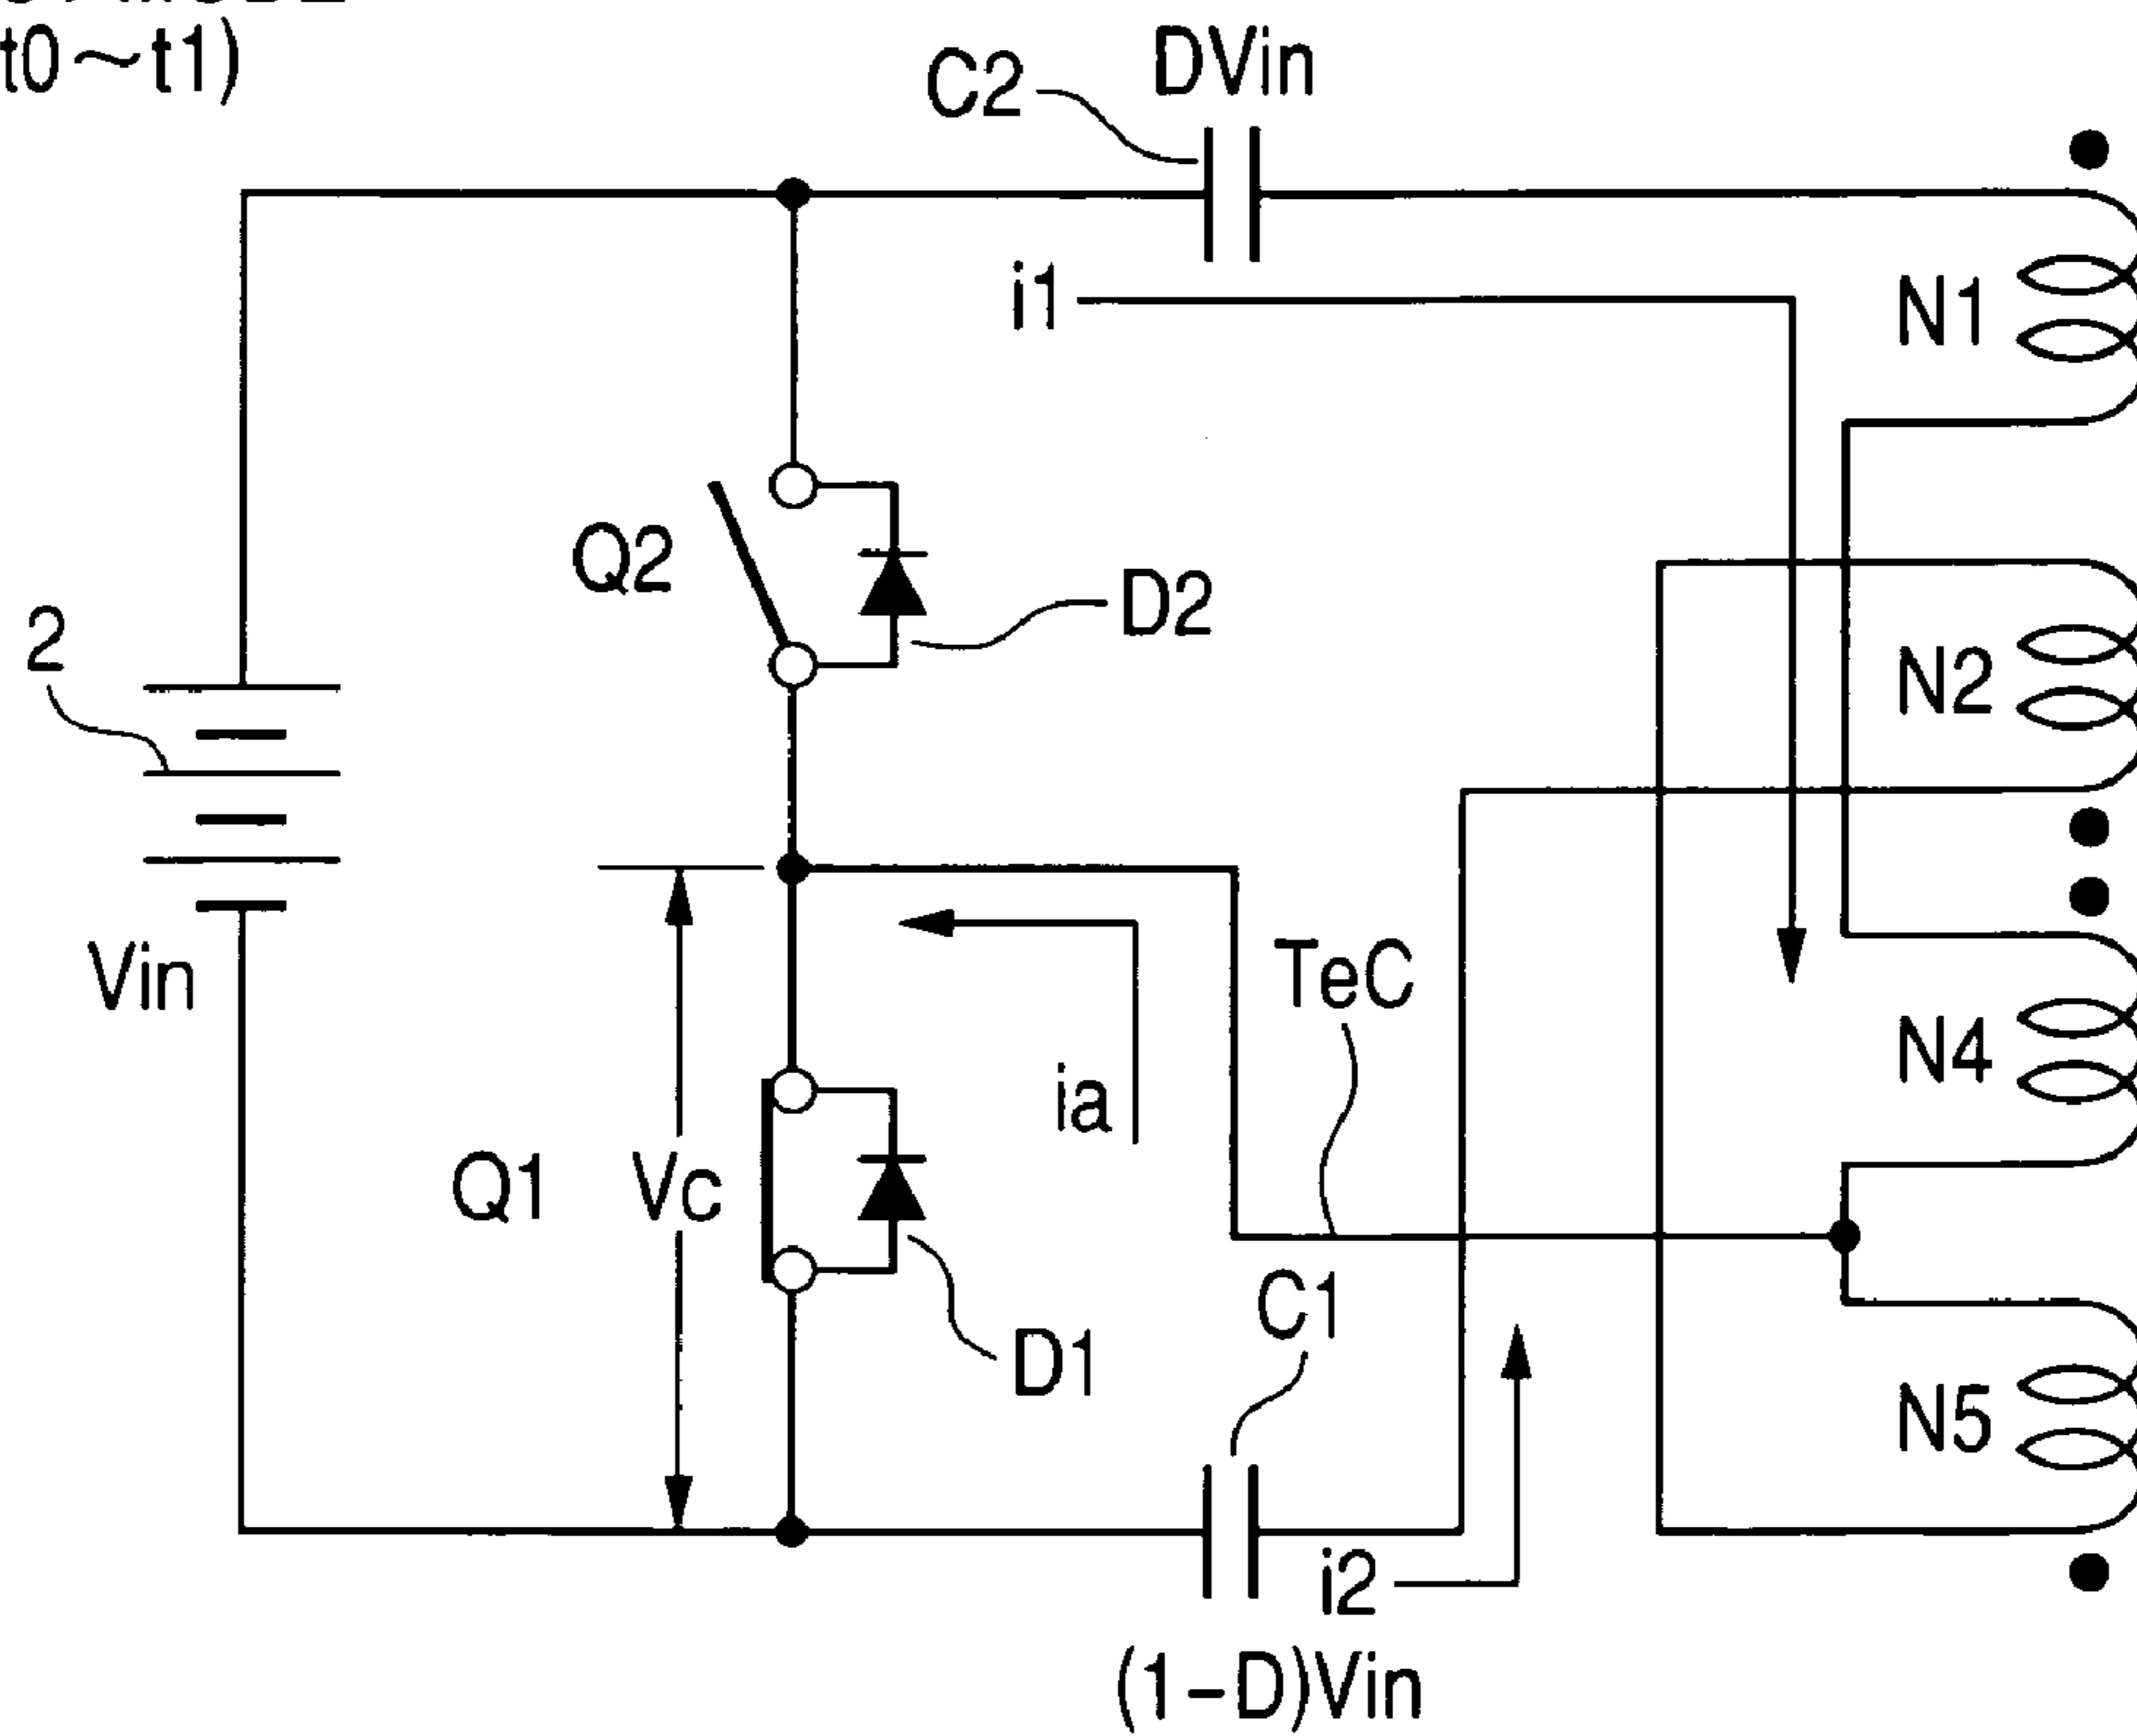 t0~t1)
C2
DVin
i1
N1
Q2
D2
2
N2
Vin
TeC
ia
N4
Q1
Vc
C1
D1
N5
i2
(1-D)Vin